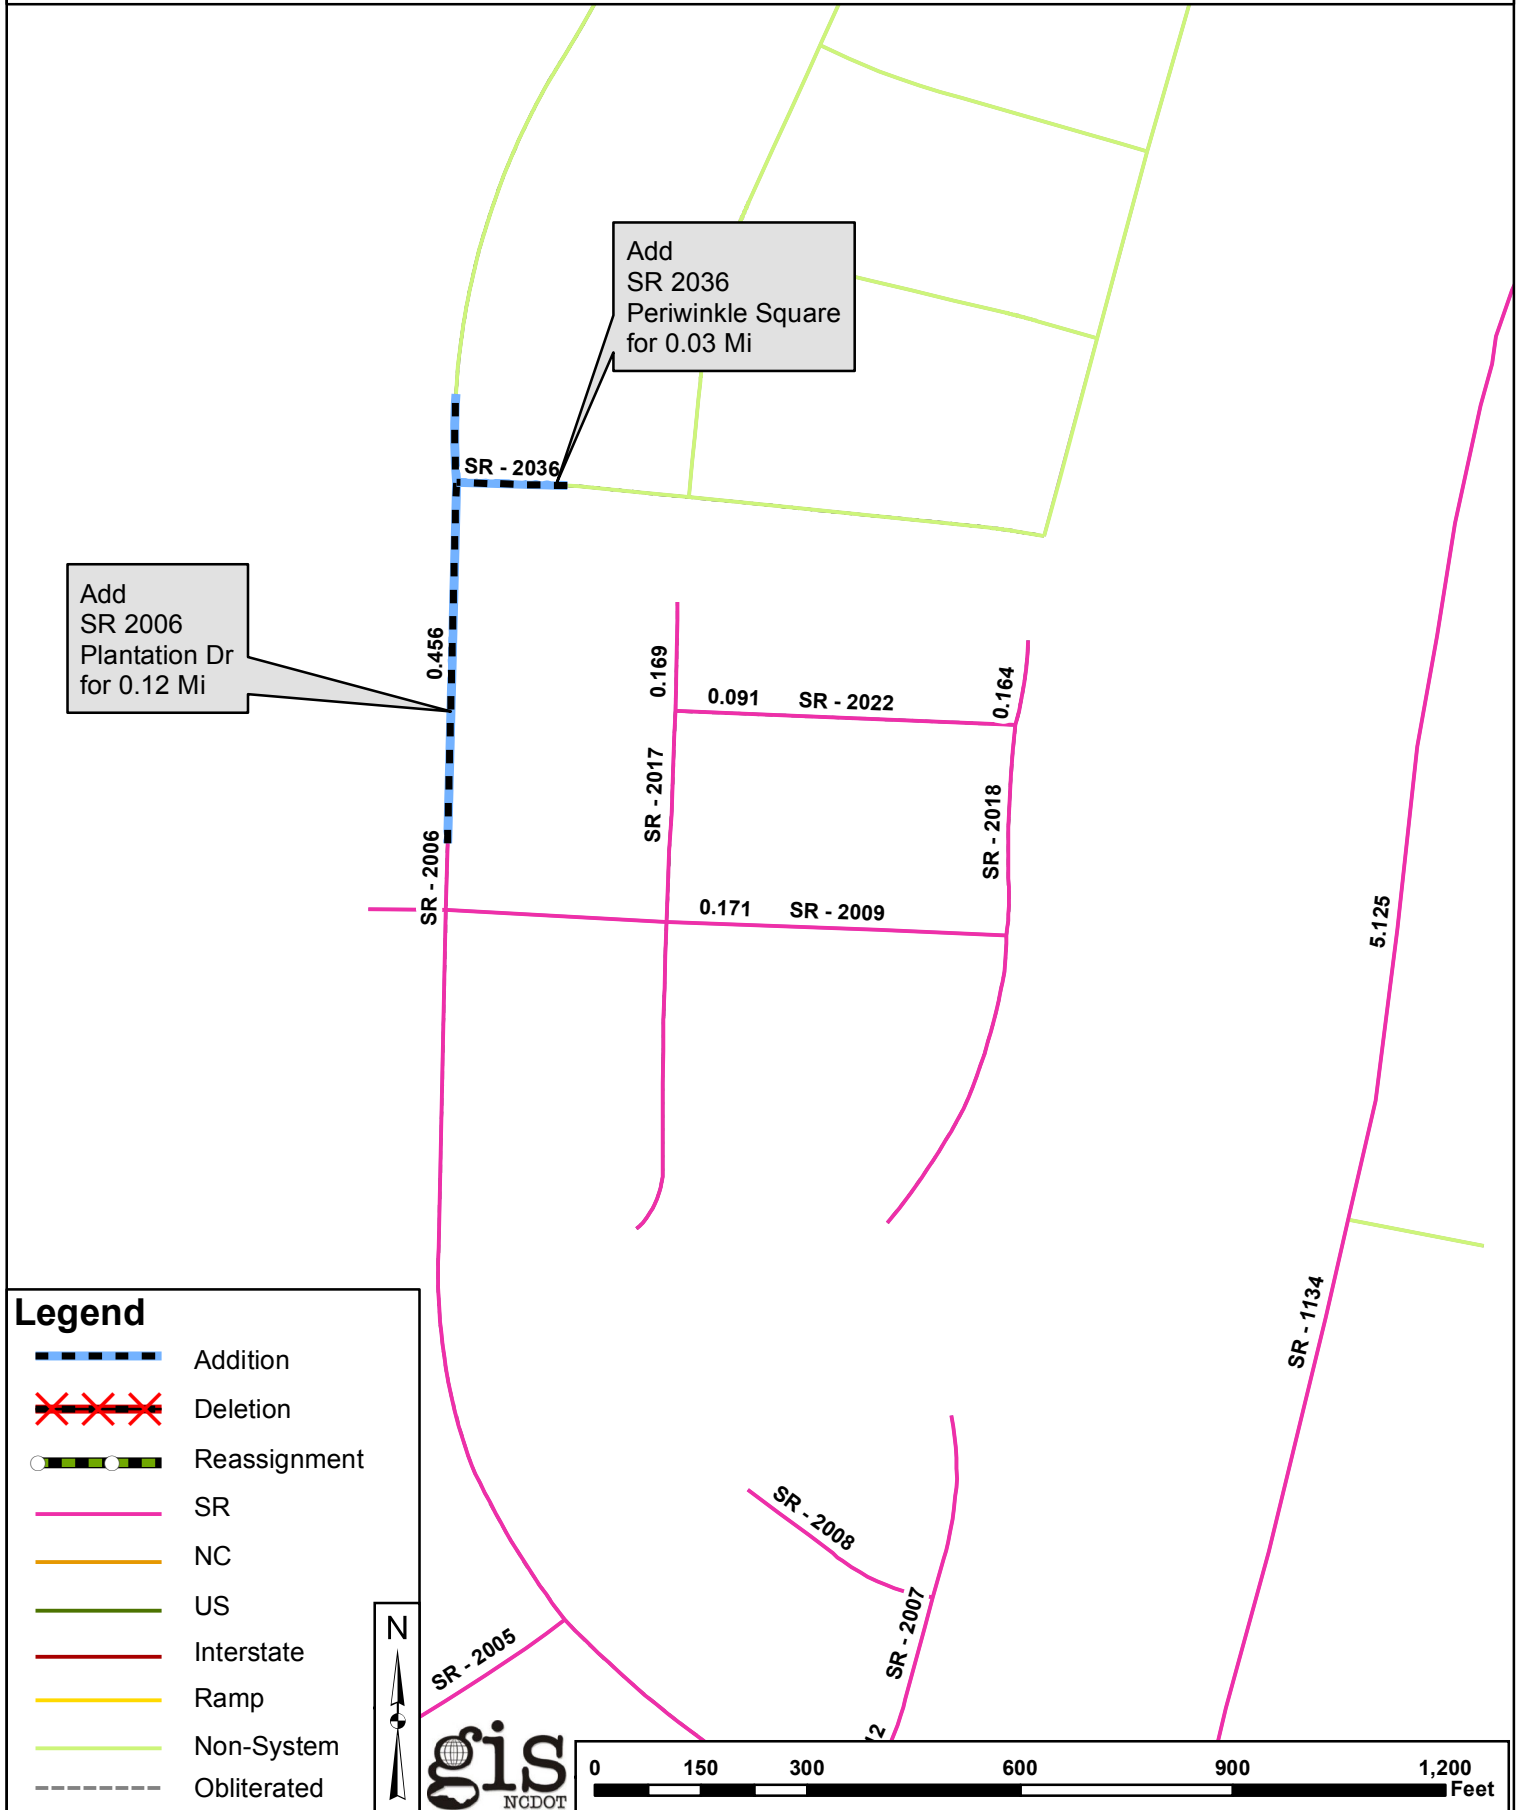 Add
SR 2036
Periwinkle Square
for 0.03 Mi
SR - 2036
Add
SR 2006
Plantation Dr
for 0.12 Mi
0.456
0.169
0.164
0.091 SR - 2022
SR - 2017
SR - 2018
SR - 2006
0.171 SR - 2009
5.125
SR - 1134
Legend
Addition
Deletion
Reassignment
SR
NC
US
Interstate
Ramp
Non-System
Obliterated
N
SR - 2008
SR - 2007
SR - 2005
gis
NCDOT
0 150 300 600 900 1,200
Feet